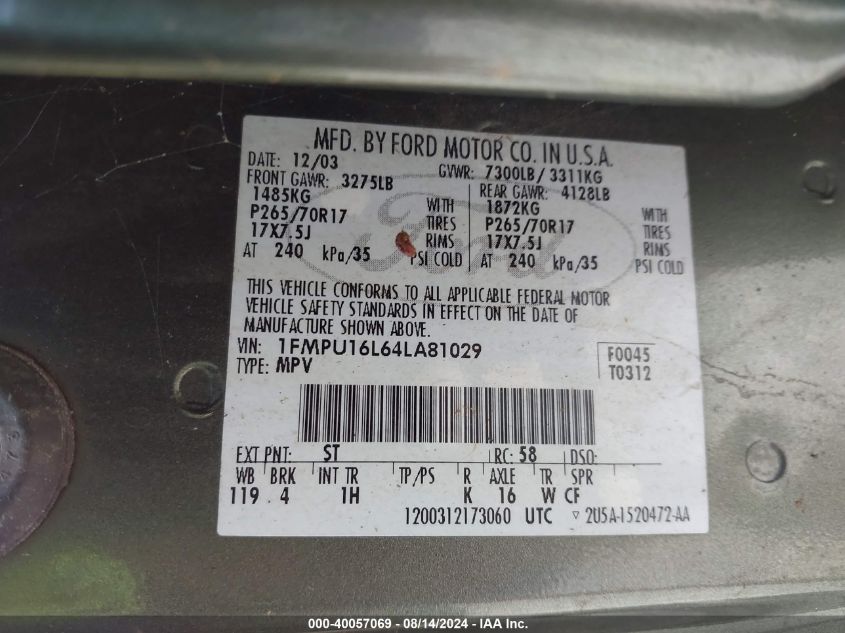 MFD. BY FORD MOTOR CO. IN U.S.A.
DATE: 12/03 GVWR: 7300LB / 3311KG
FRONT GAWR: 3275LB REAR GAWR: 4128LB
1485KG WITH 1872KG WITH
P265/70R17 TIRES P265/70R17 TIRES
17X7.5J RIMS 17X7.5J RIMS
AT 240 kPa/35 PSI COLD AT 240 kPa/35 PSI COLD
Ford
THIS VEHICLE CONFORMS TO ALL APPLICABLE FEDERAL MOTOR
VEHICLE SAFETY STANDARDS IN EFFECT ON THE DATE OF
MANUFACTURE SHOWN ABOVE.
VIN: 1FMPU16L64LA81029 F0045
TYPE: MPV T0312
EXT PNT: ST RC: 58 DSO:
WB BRK INT TR TP/PS R AXLE TR SPR
119 4 1H K 16 W CF
1200312173060 UTC ▽ 2U5A-1520472-AA
000-40057069 - 08/14/2024 - IAA Inc.